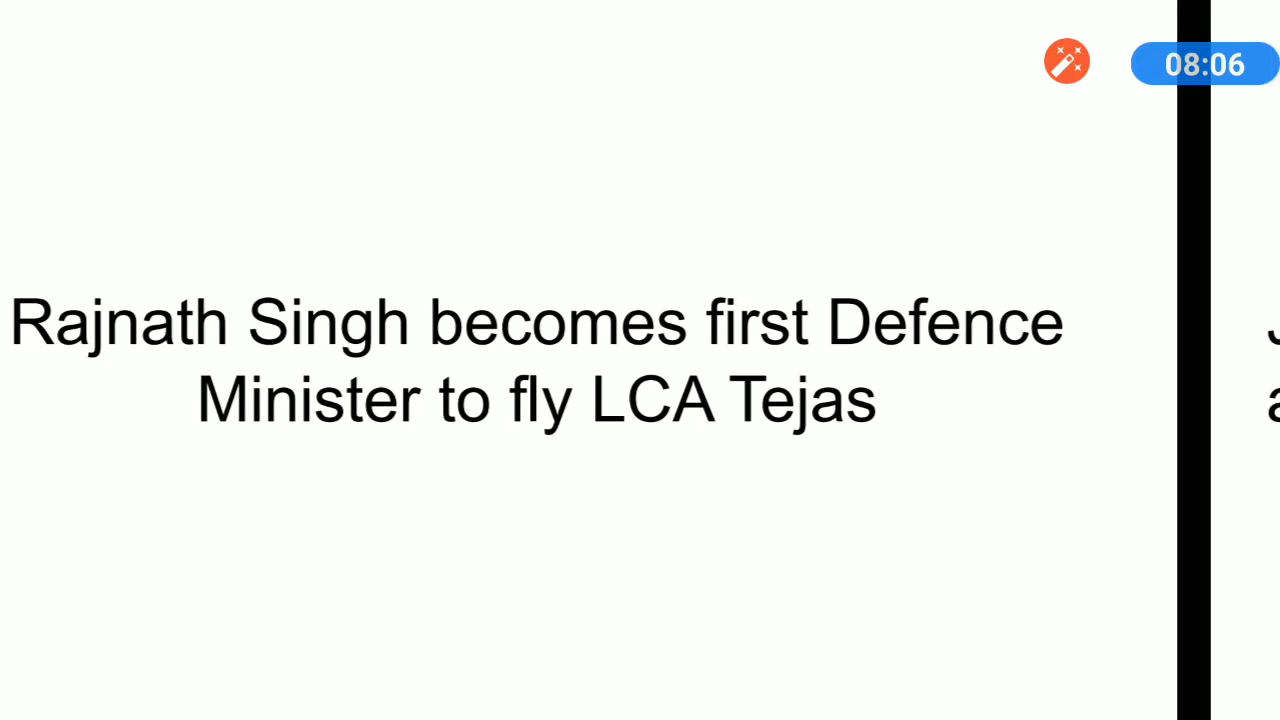 08:06
Rajnath Singh becomes first Defence
Minister to fly LCA Tejas